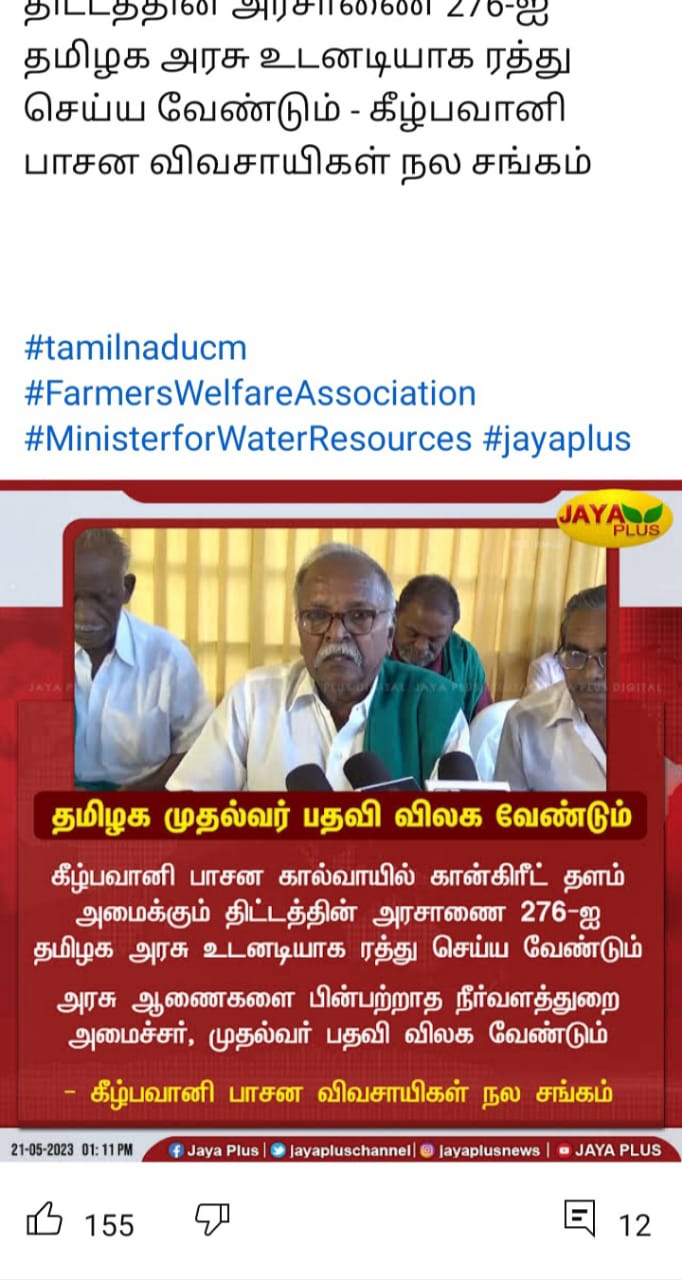 திட்டத்தின் அரசாணை 276-ஐ
தமிழக அரசு உடனடியாக ரத்து
செய்ய வேண்டும் - கீழ்பவானி
பாசன விவசாயிகள் நல சங்கம்
#tamilnaducm
#FarmersWelfareAssociation
#MinisterforWaterResources #jayaplus
JAYA
PLUS
தமிழக முதல்வர் பதவி விலக வேண்டும்
கீழ்பவானி பாசன கால்வாயில் கான்கிரீட் தளம்
அமைக்கும் திட்டத்தின் அரசாணை 276-ஐ
தமிழக அரசு உடனடியாக ரத்து செய்ய வேண்டும்
அரசு ஆணைகளை பின்பற்றாத நீர்வளத்துறை
அமைச்சர், முதல்வர் பதவி விலக வேண்டும்
- கீழ்பவானி பாசன விவசாயிகள் நல சங்கம்
21-05-2023 01:11 PM Jaya Plus | jayapluschannel | jayaplusnews | JAYA PLUS
155 12